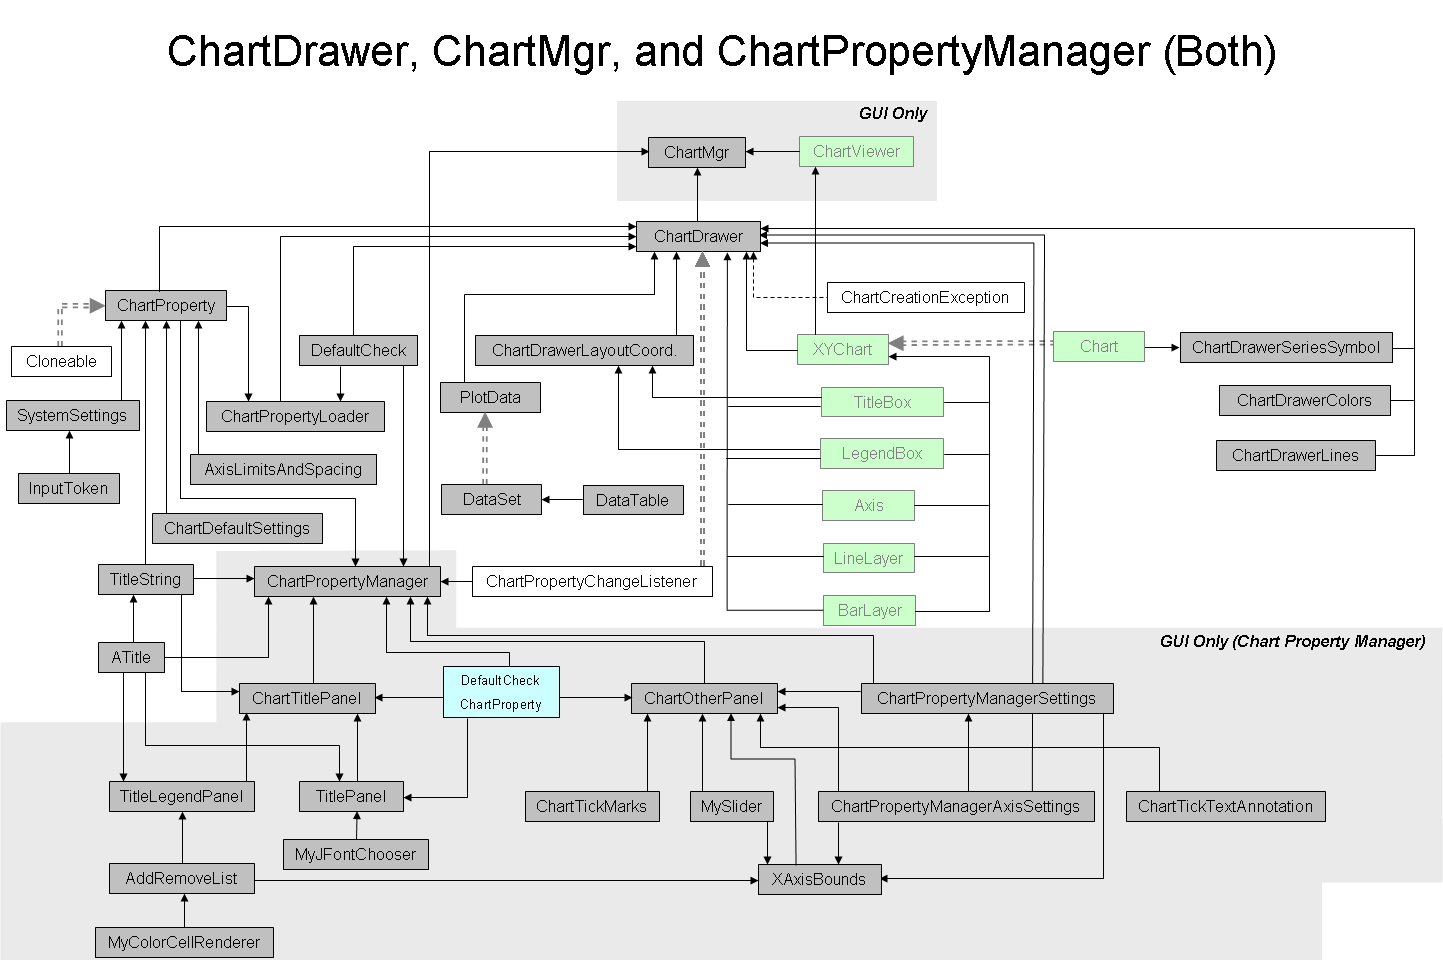 ChartDrawer, ChartMgr, and ChartPropertyManager (Both)
GUI Only
ChartMgr
ChartViewer
ChartDrawer
ChartProperty
ChartCreationException
Cloneable
DefaultCheck
ChartDrawerLayoutCoord.
XYChart
Chart
ChartDrawerSeriesSymbol
SystemSettings
ChartPropertyLoader
PlotData
TitleBox
ChartDrawerColors
AxisLimitsAndSpacing
LegendBox
ChartDrawerLines
InputToken
DataSet
DataTable
Axis
ChartDefaultSettings
LineLayer
TitleString
ChartPropertyManager
ChartPropertyChangeListener
BarLayer
GUI Only (Chart Property Manager)
ATitle
ChartTitlePanel
DefaultCheck
ChartProperty
ChartOtherPanel
ChartPropertyManagerSettings
TitleLegendPanel
TitlePanel
ChartTickMarks
MySlider
ChartPropertyManagerAxisSettings
ChartTickTextAnnotation
MyJFontChooser
AddRemoveList
XAxisBounds
MyColorCellRenderer